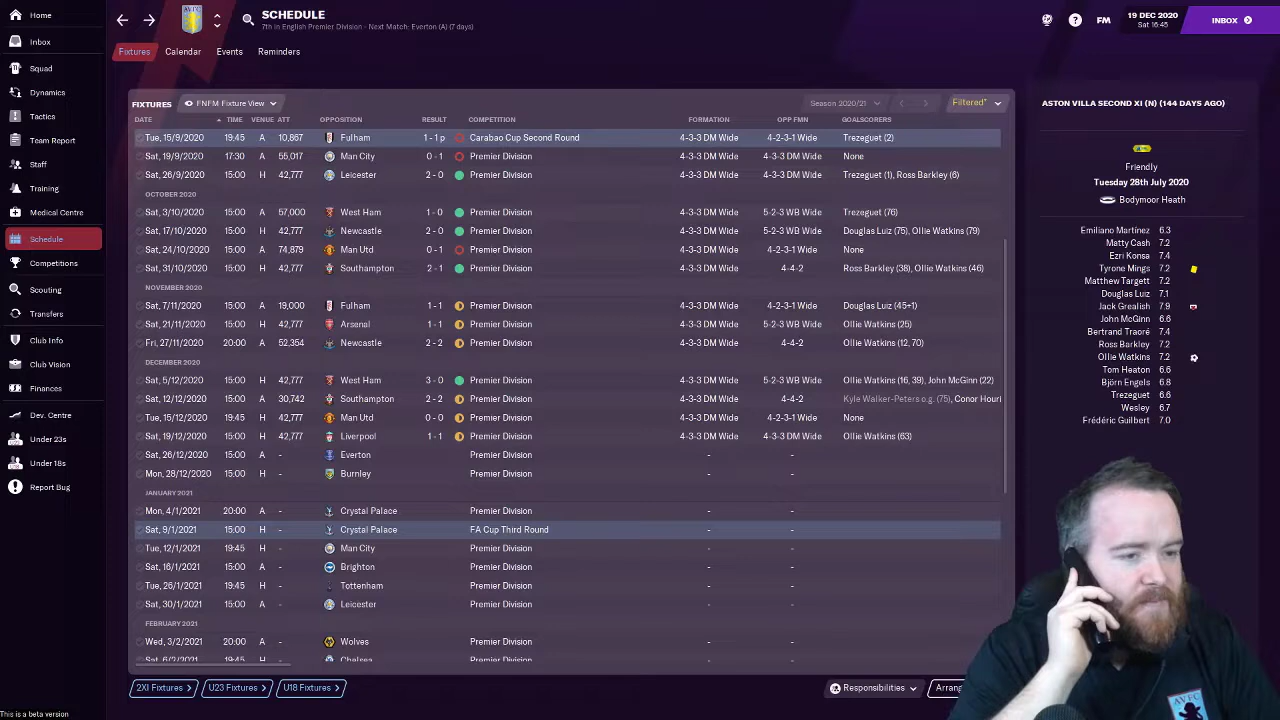 SCHEDULE
7th in English Premier Division - Next Match: Everton (A) (7 days)
FM
19 DEC 2020
Sat 16:45
INBOX
Home
Inbox
Squad
Dynamics
Tactics
Team Report
Staff
Training
Medical Centre
Schedule
Competitions
Scouting
Transfers
Club Info
Club Vision
Finances
Dev. Centre
Under 23s
Under 18s
Report Bug
This is a beta version
Fixtures Calendar Events Reminders
FIXTURES FNFM Fixture View Season 2020/21 Filtered*
DATE TIME VENUE ATT OPPOSITION RESULT COMPETITION FORMATION OPP FMN GOALSCORERS
Tue, 15/9/2020 19:45 A 10,867 Fulham 1 - 1 p Carabao Cup Second Round 4-3-3 DM Wide 4-2-3-1 Wide Trezeguet (2)
Sat, 19/9/2020 17:30 A 55,017 Man City 0 - 1 Premier Division 4-3-3 DM Wide 4-3-3 DM Wide None
Sat, 26/9/2020 15:00 H 42,777 Leicester 2 - 0 Premier Division 4-3-3 DM Wide 4-3-3 DM Wide Trezeguet (1), Ross Barkley (6)
OCTOBER 2020
Sat, 3/10/2020 15:00 A 57,000 West Ham 1 - 0 Premier Division 4-3-3 DM Wide 5-2-3 WB Wide Trezeguet (76)
Sat, 17/10/2020 15:00 H 42,777 Newcastle 2 - 0 Premier Division 4-3-3 DM Wide 4-2-3-1 Wide Douglas Luiz (75), Ollie Watkins (79)
Sat, 24/10/2020 15:00 A 74,879 Man Utd 0 - 1 Premier Division 4-3-3 DM Wide 4-2-3-1 Wide None
Sat, 31/10/2020 15:00 H 42,777 Southampton 2 - 1 Premier Division 4-3-3 DM Wide 4-4-2 Ross Barkley (38), Ollie Watkins (46)
NOVEMBER 2020
Sat, 7/11/2020 15:00 A 19,000 Fulham 1 - 1 Premier Division 4-3-3 DM Wide 4-2-3-1 Wide Douglas Luiz (45+1)
Sat, 21/11/2020 15:00 H 42,777 Arsenal 1 - 1 Premier Division 4-3-3 DM Wide 5-2-3 WB Wide Ollie Watkins (25)
Fri, 27/11/2020 20:00 A 52,354 Newcastle 2 - 2 Premier Division 4-3-3 DM Wide 4-4-2 Ollie Watkins (12, 70)
DECEMBER 2020
Sat, 5/12/2020 15:00 H 42,777 West Ham 3 - 0 Premier Division 4-3-3 DM Wide 5-2-3 WB Wide Ollie Watkins (16, 39), John McGinn (22)
Sat, 12/12/2020 15:00 A 30,742 Southampton 2 - 2 Premier Division 4-3-3 DM Wide 4-4-2 Kyle Walker-Peters o.g. (75), Conor Houri
Tue, 15/12/2020 19:45 H 42,777 Man Utd 0 - 0 Premier Division 4-3-3 DM Wide 4-2-3-1 Wide None
Sat, 19/12/2020 15:00 H 42,777 Liverpool 1 - 1 Premier Division 4-3-3 DM Wide 4-3-3 DM Wide Ollie Watkins (63)
Sat, 26/12/2020 15:00 A - Everton Premier Division - -
Mon, 28/12/2020 15:00 H - Burnley Premier Division - -
JANUARY 2021
Mon, 4/1/2021 20:00 A - Crystal Palace Premier Division - -
Sat, 9/1/2021 15:00 H - Crystal Palace FA Cup Third Round - -
Tue, 12/1/2021 19:45 H - Man City Premier Division - -
Sat, 16/1/2021 15:00 A - Brighton Premier Division - -
Tue, 26/1/2021 19:45 H - Tottenham Premier Division - -
Sat, 30/1/2021 15:00 A - Leicester Premier Division - -
FEBRUARY 2021
Wed, 3/2/2021 20:00 A - Wolves Premier Division - -
Sat, 6/2/2021 19:45 H - Chelsea Premier Division - -
2XI Fixtures U23 Fixtures U18 Fixtures Responsibilities Arrang
ASTON VILLA SECOND XI (N) (144 DAYS AGO)
Friendly
Tuesday 28th July 2020
Bodymoor Heath
Emiliano Martínez 6.3
Matty Cash 7.2
Ezri Konsa 7.4
Tyrone Mings 7.2
Matthew Targett 7.2
Douglas Luiz 7.1
Jack Grealish 7.9
John McGinn 6.6
Bertrand Traoré 7.4
Ross Barkley 7.2
Ollie Watkins 7.2
Tom Heaton 6.6
Björn Engels 6.8
Trezeguet 6.6
Wesley 6.7
Frédéric Guilbert 7.0
AVFC